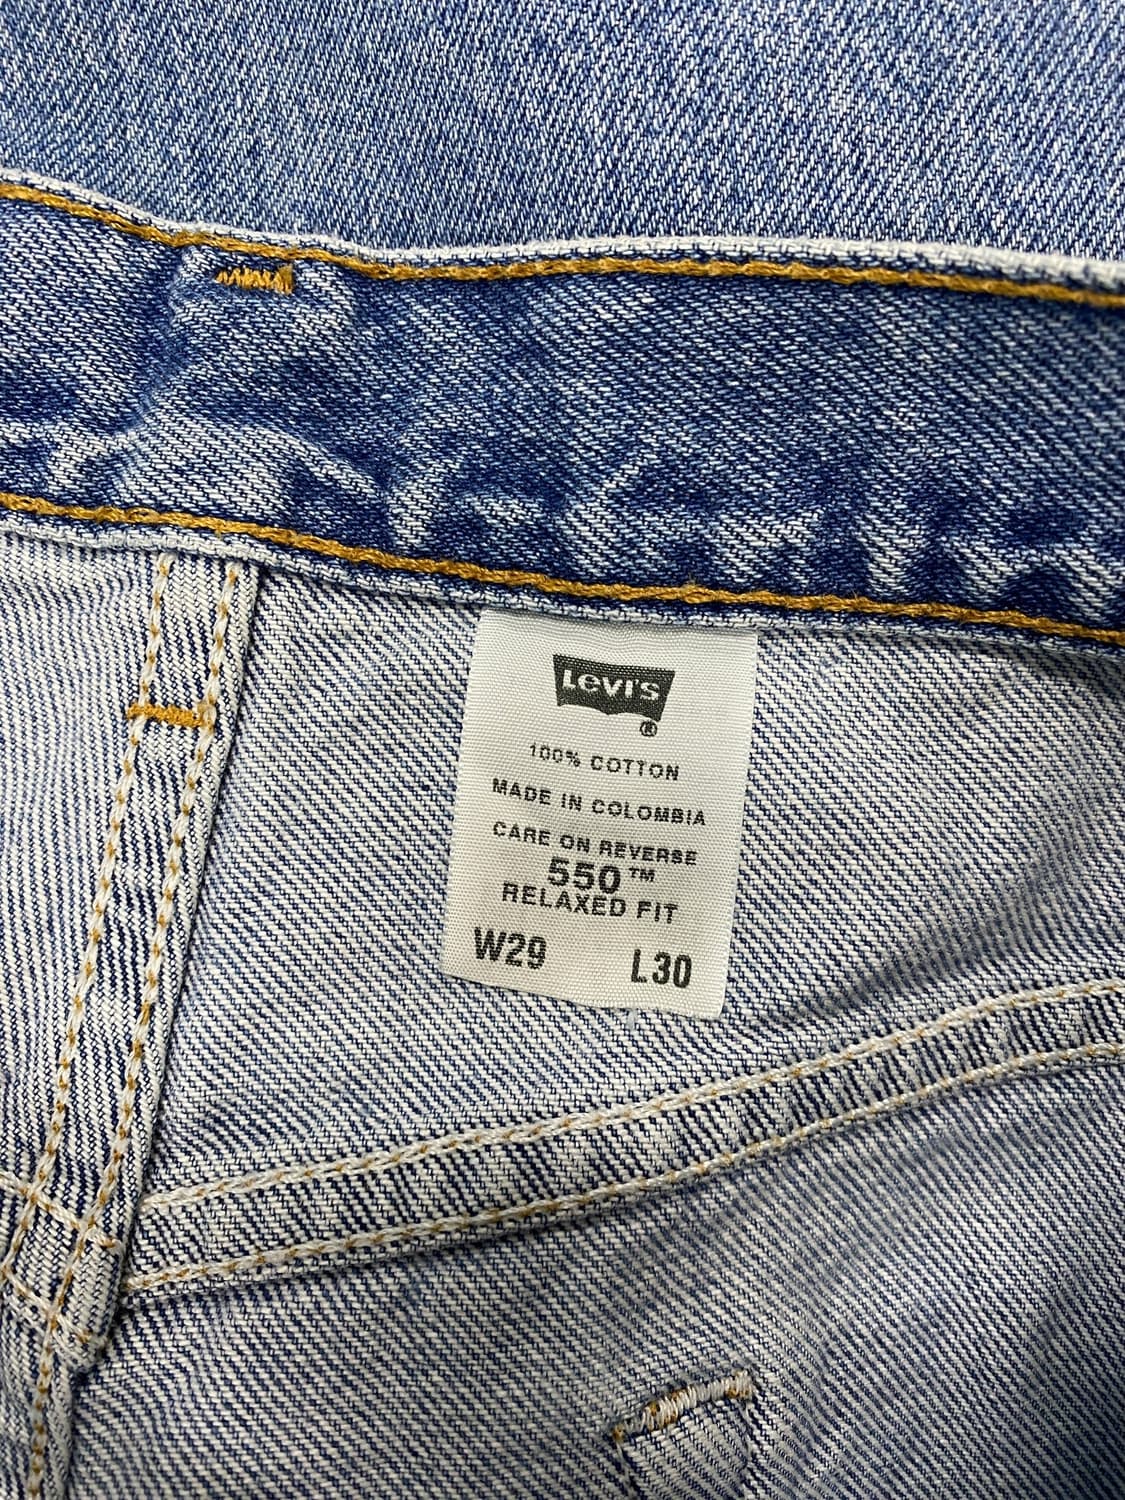 Levi's
®
100% COTTON
MADE IN COLOMBIA
CARE ON REVERSE
550™
RELAXED FIT
W29 L30